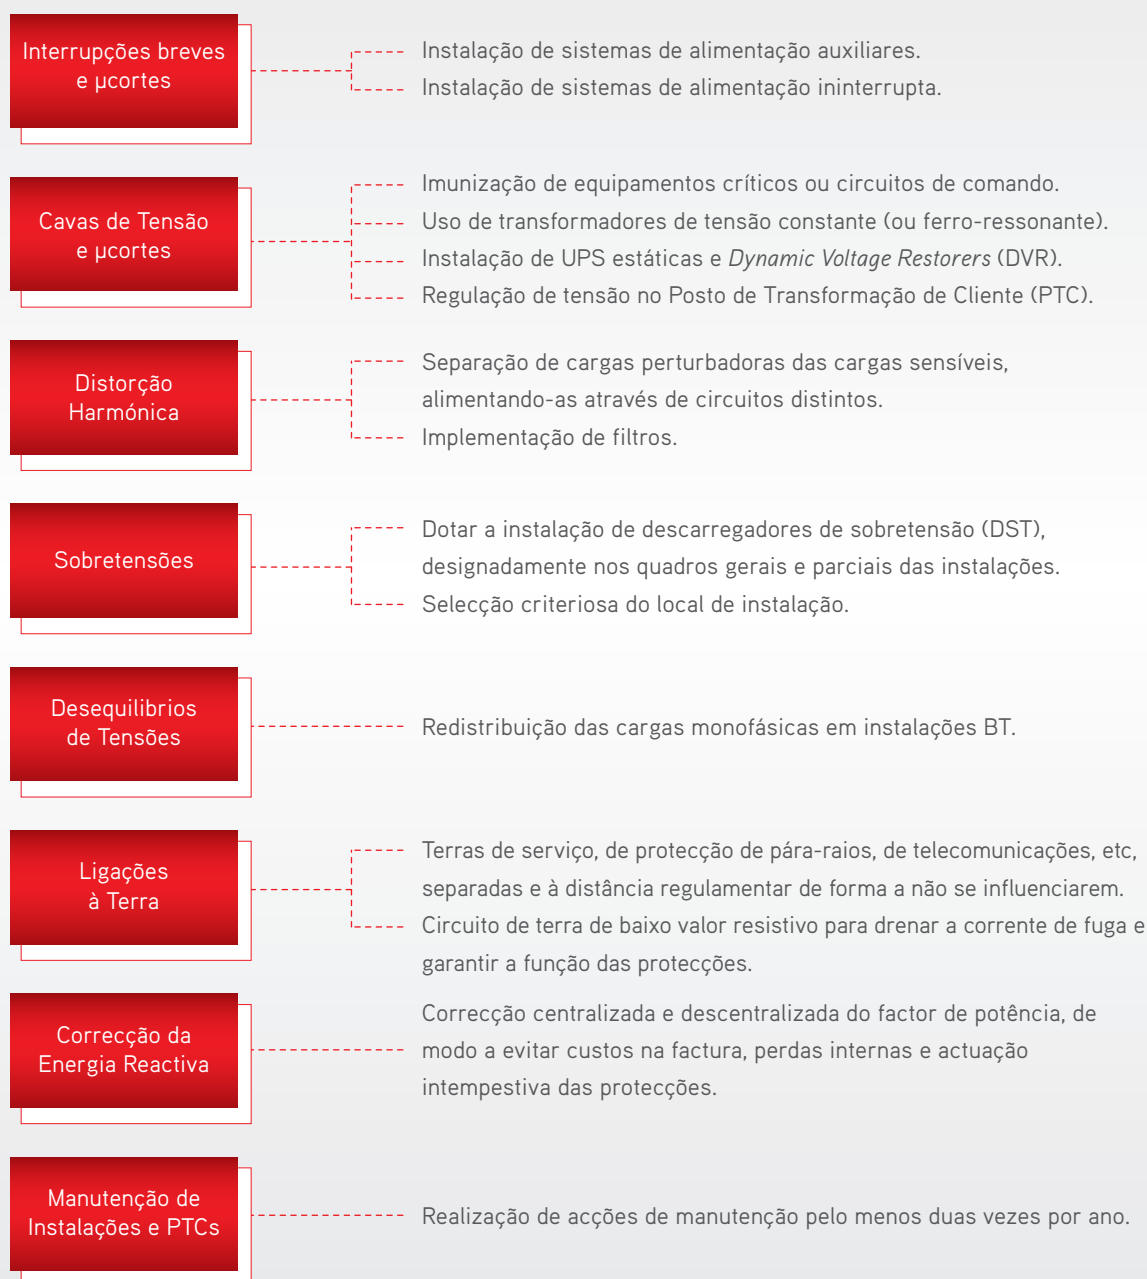 Interrupções breves
e µcortes
Instalação de sistemas de alimentação auxiliares.
Instalação de sistemas de alimentação ininterrupta.
Cavas de Tensão
e µcortes
Imunização de equipamentos críticos ou circuitos de comando.
Uso de transformadores de tensão constante (ou ferro-ressonante).
Instalação de UPS estáticas e Dynamic Voltage Restorers (DVR).
Regulação de tensão no Posto de Transformação de Cliente (PTC).
Distorção
Harmónica
Separação de cargas perturbadoras das cargas sensíveis,
alimentando-as através de circuitos distintos.
Implementação de filtros.
Sobretensões
Dotar a instalação de descarregadores de sobretensão (DST),
designadamente nos quadros gerais e parciais das instalações.
Selecção criteriosa do local de instalação.
Desequilibrios
de Tensões
Redistribuição das cargas monofásicas em instalações BT.
Ligações
à Terra
Terras de serviço, de protecção de pára-raios, de telecomunicações, etc,
separadas e à distância regulamentar de forma a não se influenciarem.
Circuito de terra de baixo valor resistivo para drenar a corrente de fuga e
garantir a função das protecções.
Correcção da
Energia Reactiva
Correcção centralizada e descentralizada do factor de potência, de
modo a evitar custos na factura, perdas internas e actuação
intempestiva das protecções.
Manutenção de
Instalações e PTCs
Realização de acções de manutenção pelo menos duas vezes por ano.